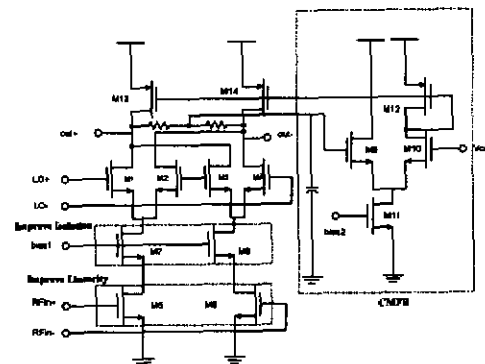 M13
M14
M12
out+
out-
M9
M10
LO+
M1
M2
M3
M4
LO-
M11
Improve Isolation
bias1
M7
M8
bias2
Improve Linearity
CMFB
RFin+
M5
M6
RFin-